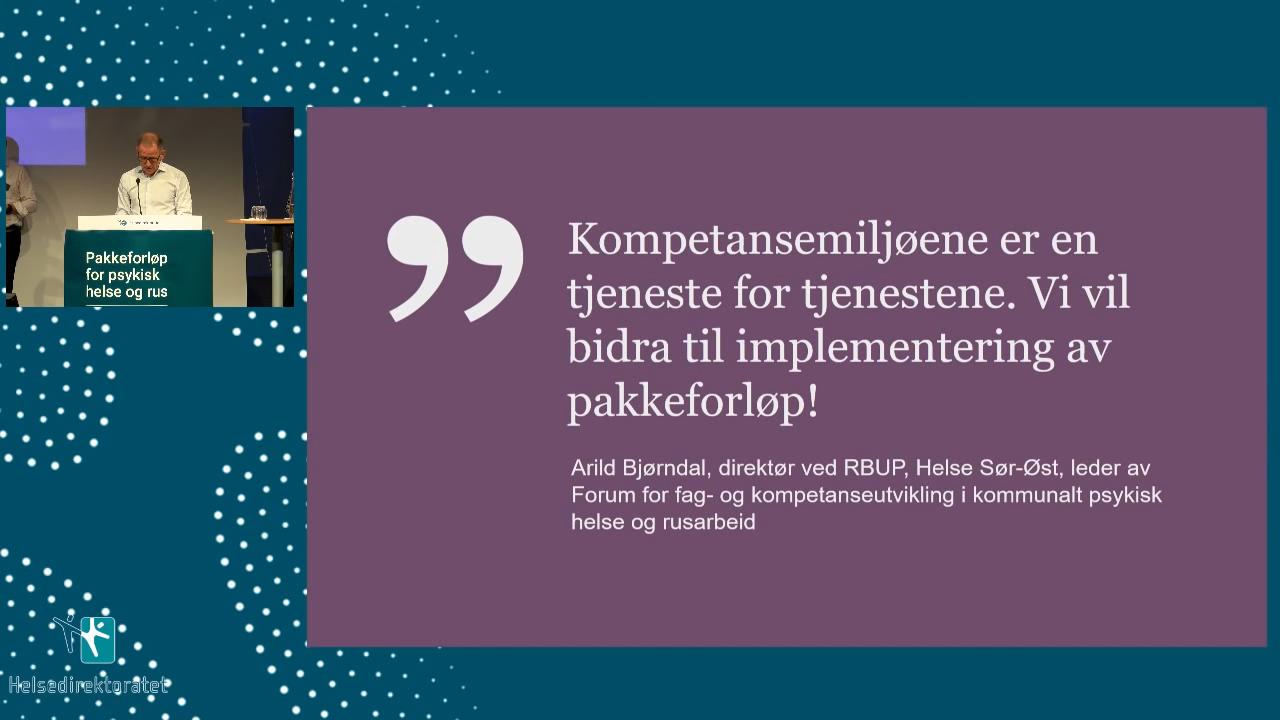 Pakkeforløp
for psykisk
helse og rus
Kompetansemiljøene er en
tjeneste for tjenestene. Vi vil
bidra til implementering av
pakkeforløp!
Arild Bjørndal, direktør ved RBUP, Helse Sør-Øst, leder av
Forum for fag- og kompetanseutvikling i kommunalt psykisk
helse og rusarbeid
Helsedirektoratet